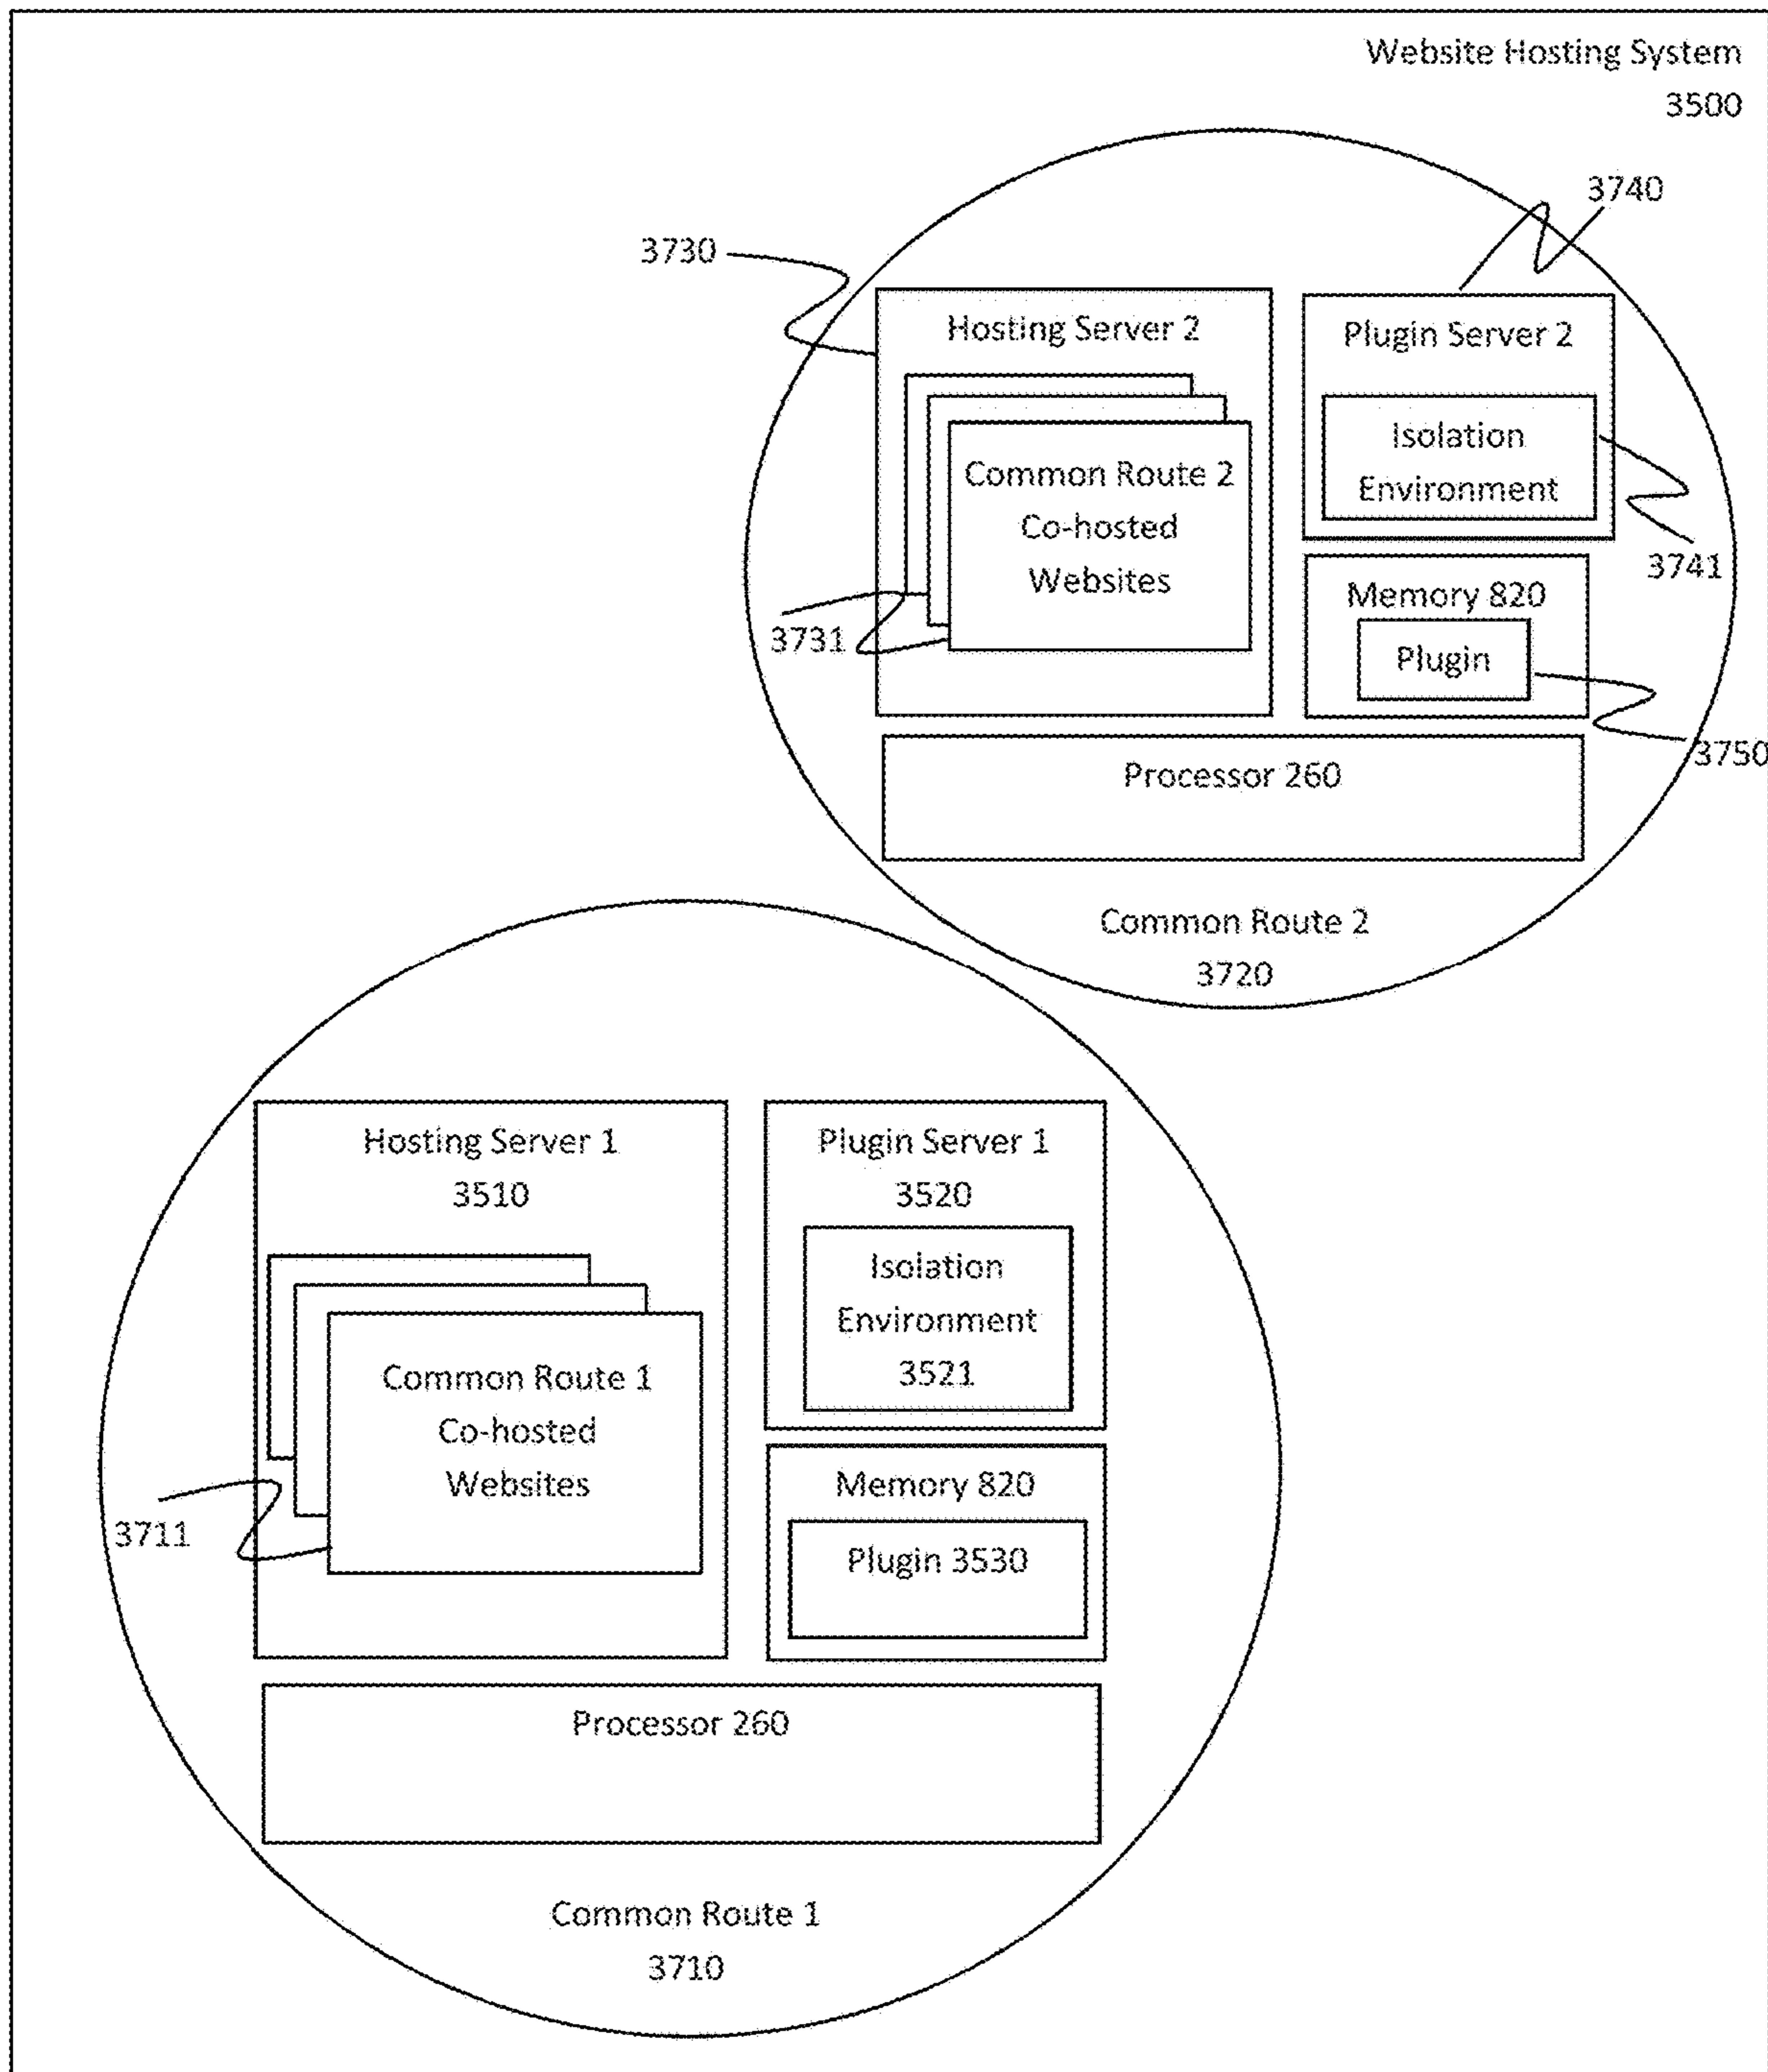 Website Hosting System
3500
3740
3730
Hosting Server 2
Plugin Server 2
Isolation
Environment
Common Route 2
Co-hosted
Websites
3741
3731
Memory 820
Plugin
3750
Processor 260
Common Route 2
3720
Hosting Server 1
3510
Plugin Server 1
3520
Isolation
Environment
3521
Common Route 1
Co-hosted
Websites
3711
Memory 820
Plugin 3530
Processor 260
Common Route 1
3710